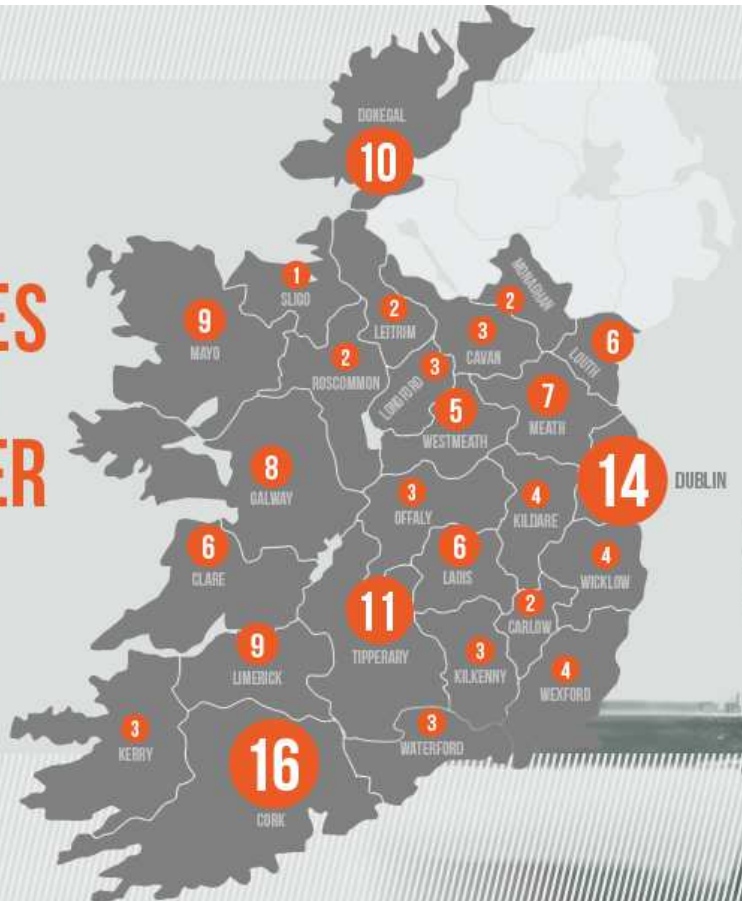 DONEGAL
10
ES
ER
1
SLIGO
9
MAYO
2
LEITRIM
2
ROSCOMMON
MONAGHAN
2
3
CAVAN
6
LOUTH
3
LONGFORD
5
WESTMEATH
7
MEATH
8
GALWAY
14
DUBLIN
3
OFFALY
4
KILDARE
6
CLARE
6
LAOIS
4
WICKLOW
11
TIPPERARY
2
CARLOW
9
LIMERICK
3
KILKENNY
4
WEXFORD
3
KERRY
3
WATERFORD
16
CORK